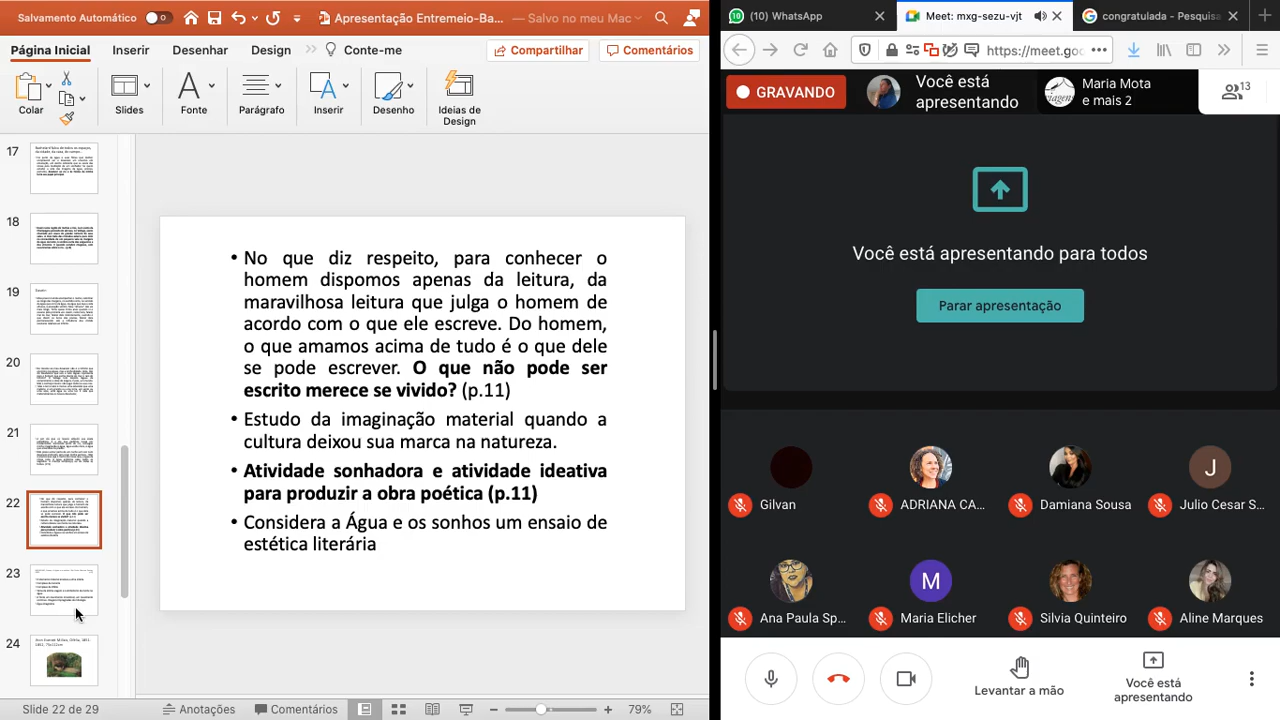 Salvamento Automático
Apresentação Entremeio-Ba... — Salvo no meu Mac
Página Inicial
Inserir
Desenhar
Design
Conte-me
Compartilhar
Comentários
Colar
Slides
Fonte
Parágrafo
Inserir
Desenho
Ideias de
Design
17
18
19
20
21
22
23
24
• No que diz respeito, para conhecer o
homem dispomos apenas da leitura, da
maravilhosa leitura que julga o homem de
acordo com o que ele escreve. Do homem,
o que amamos acima de tudo é o que dele
se pode escrever. O que não pode ser
escrito merece se vivido? (p.11)
• Estudo da imaginação material quando a
cultura deixou sua marca na natureza.
• Atividade sonhadora e atividade ideativa
para produzir a obra poética (p.11)
• Considera a Água e os sonhos um ensaio de
estética literária
Slide 22 de 29
Anotações
Comentários
79%
(10) WhatsApp
Meet: mxg-sezu-vjt
congratulada - Pesquisa
https://meet.goo
GRAVANDO
Você está
apresentando
Maria Mota
e mais 2
13
Você está apresentando para todos
Parar apresentação
Gilvan
ADRIANA CA...
Damiana Sousa
J
Julio Cesar S...
Ana Paula Sp...
M
Maria Elicher
Silvia Quinteiro
Aline Marques
Levantar a mão
Você está
apresentando